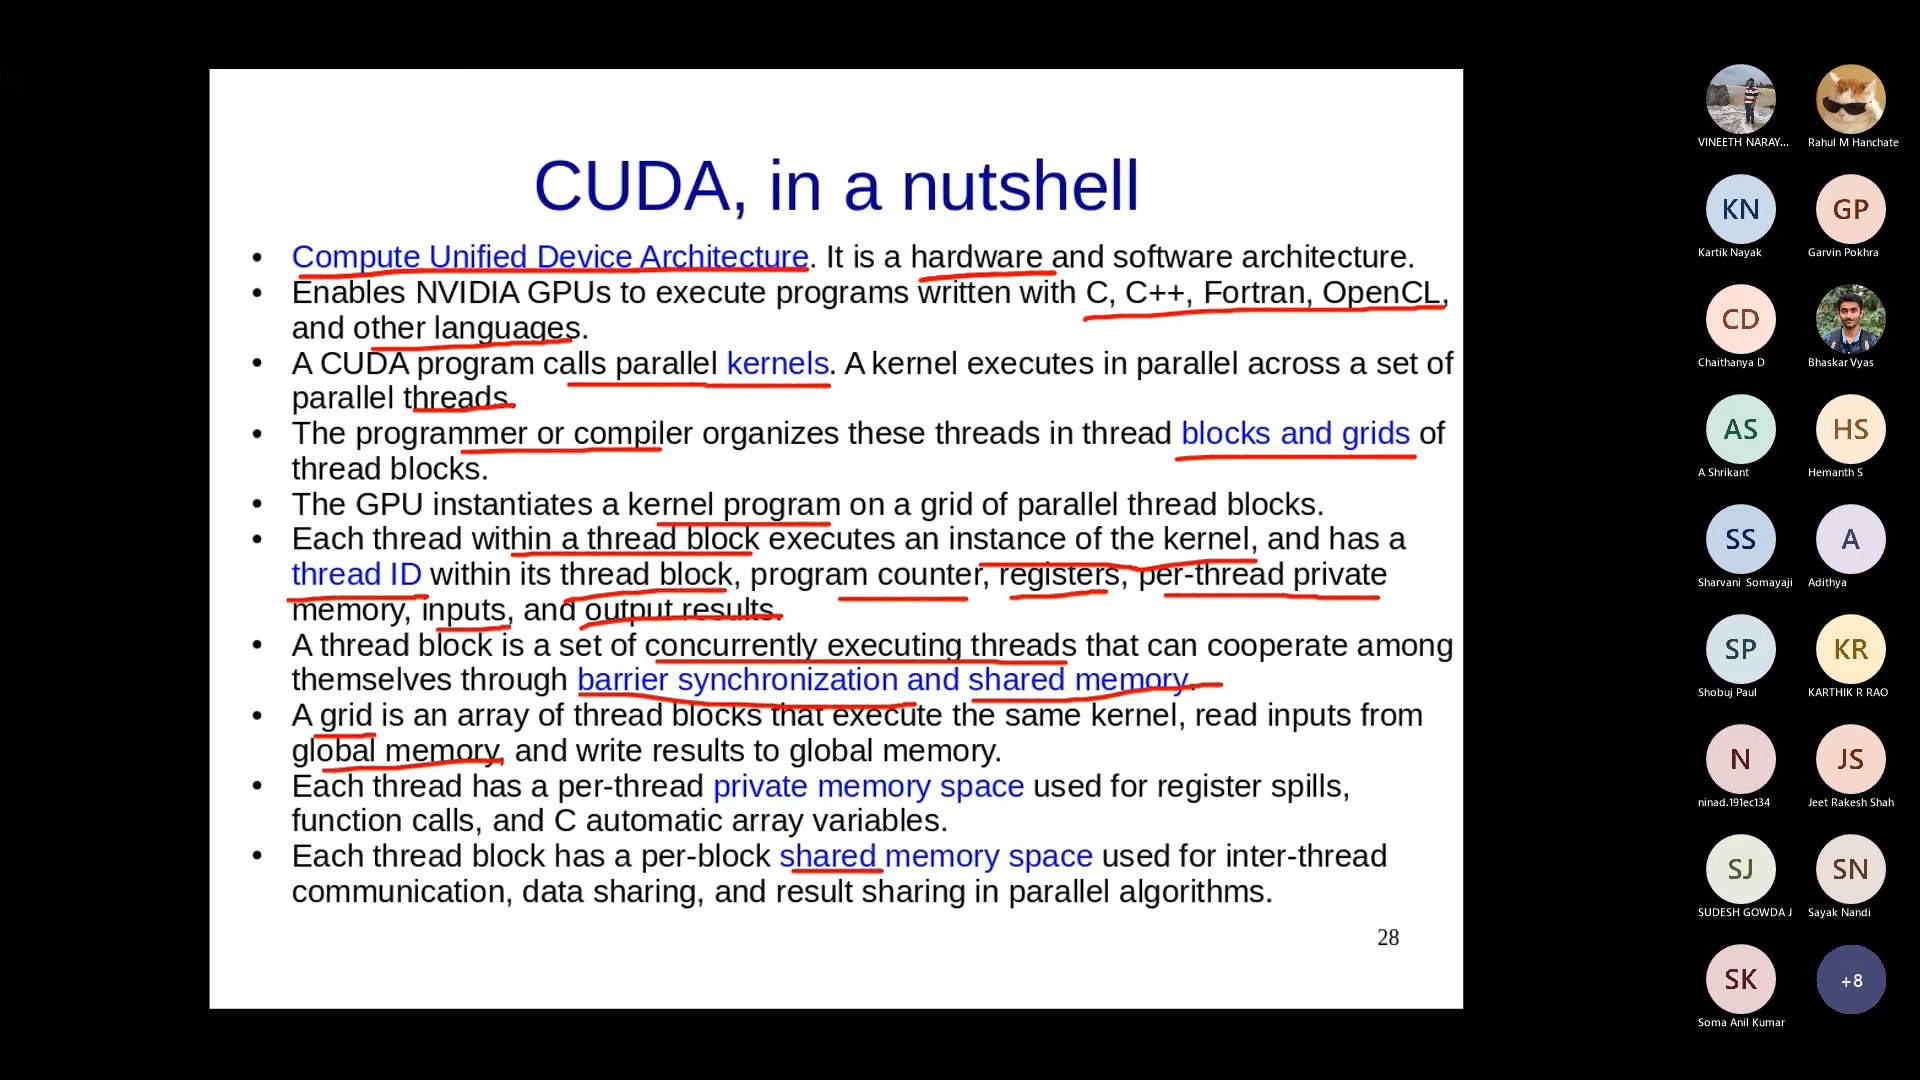 CUDA, in a nutshell
• Compute Unified Device Architecture. It is a hardware and software architecture.
• Enables NVIDIA GPUs to execute programs written with C, C++, Fortran, OpenCL,
and other languages.
• A CUDA program calls parallel kernels. A kernel executes in parallel across a set of
parallel threads.
• The programmer or compiler organizes these threads in thread blocks and grids of
thread blocks.
• The GPU instantiates a kernel program on a grid of parallel thread blocks.
• Each thread within a thread block executes an instance of the kernel, and has a
thread ID within its thread block, program counter, registers, per-thread private
memory, inputs, and output results.
• A thread block is a set of concurrently executing threads that can cooperate among
themselves through barrier synchronization and shared memory.
• A grid is an array of thread blocks that execute the same kernel, read inputs from
global memory, and write results to global memory.
• Each thread has a per-thread private memory space used for register spills,
function calls, and C automatic array variables.
• Each thread block has a per-block shared memory space used for inter-thread
communication, data sharing, and result sharing in parallel algorithms.
28
VINEETH NARAY...
Rahul M Hanchate
KN
GP
Kartik Nayak
Garvin Pokhra
CD
Chaithanya D
Bhaskar Vyas
AS
HS
A Shrikant
Hemanth S
SS
A
Sharvani Somayaji
Adithya
SP
KR
Shobuj Paul
KARTHIK R RAO
N
JS
ninad.191ec134
Jeet Rakesh Shah
SJ
SN
SUDESH GOWDA J
Sayak Nandi
SK
+8
Soma Anil Kumar